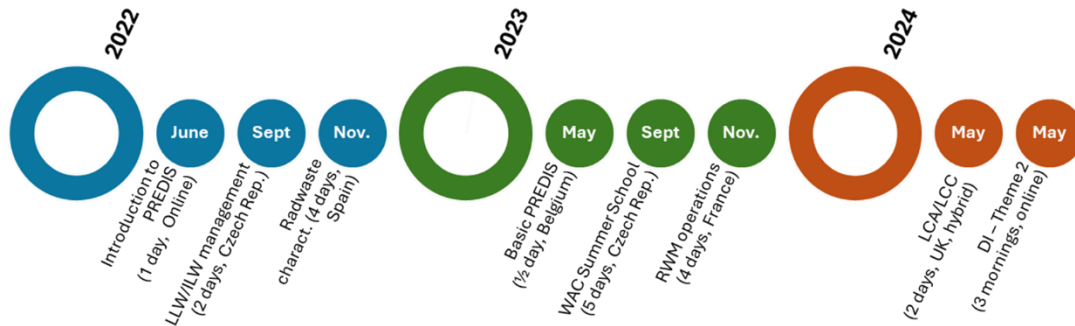 2022
June
Introduction to
PREDIS
(1 day, Online)
Sept
LLW/ILW management
(2 days, Czech Rep.)
Nov.
Radwaste
charact. (4 days,
Spain)
2023
May
Basic PREDIS
(½ day, Belgium)
Sept
WAC Summer School
(5 days, Czech Rep.)
Nov.
RWM operations
(4 days, France)
2024
May
LCA/LCC
(2 days, UK, hybrid)
May
DI – Theme 2
(3 mornings, online)